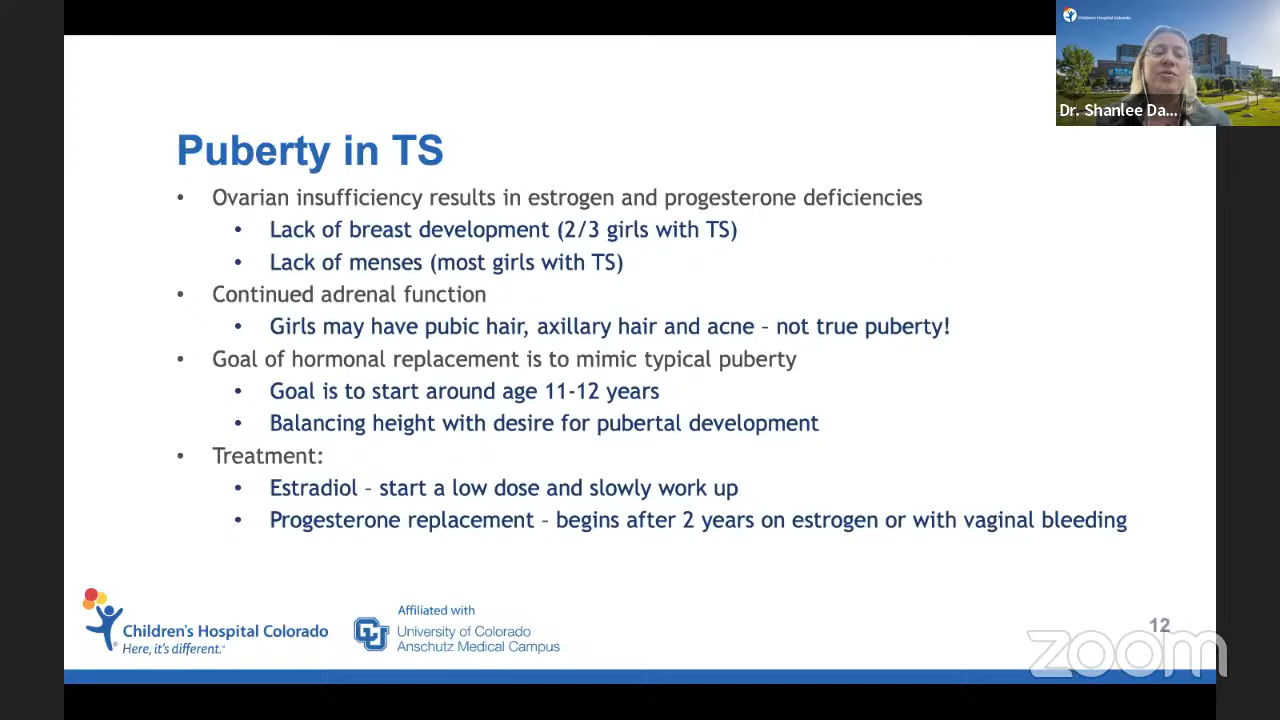 Children's Hospital Colorado
Dr. Shanlee Da...
Puberty in TS
• Ovarian insufficiency results in estrogen and progesterone deficiencies
• Lack of breast development (2/3 girls with TS)
• Lack of menses (most girls with TS)
• Continued adrenal function
• Girls may have pubic hair, axillary hair and acne – not true puberty!
• Goal of hormonal replacement is to mimic typical puberty
• Goal is to start around age 11-12 years
• Balancing height with desire for pubertal development
• Treatment:
• Estradiol – start a low dose and slowly work up
• Progesterone replacement – begins after 2 years on estrogen or with vaginal bleeding
Children's Hospital Colorado
Here, it's different.™
Affiliated with
CU
University of Colorado
Anschutz Medical Campus
12
zoom